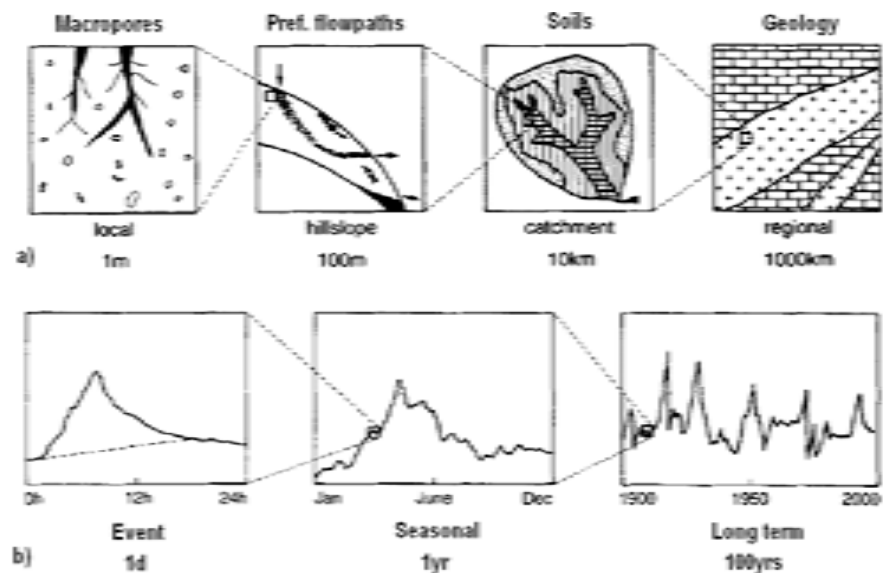 Macropores Pref. flowpaths Soils Geology
local hillslope catchment regional
a) 1m 100m 10km 1000km
0h 12h 24h Jan June Dec 1900 1950 2000
Event Seasonal Long term
b) 1d 1yr 100yrs